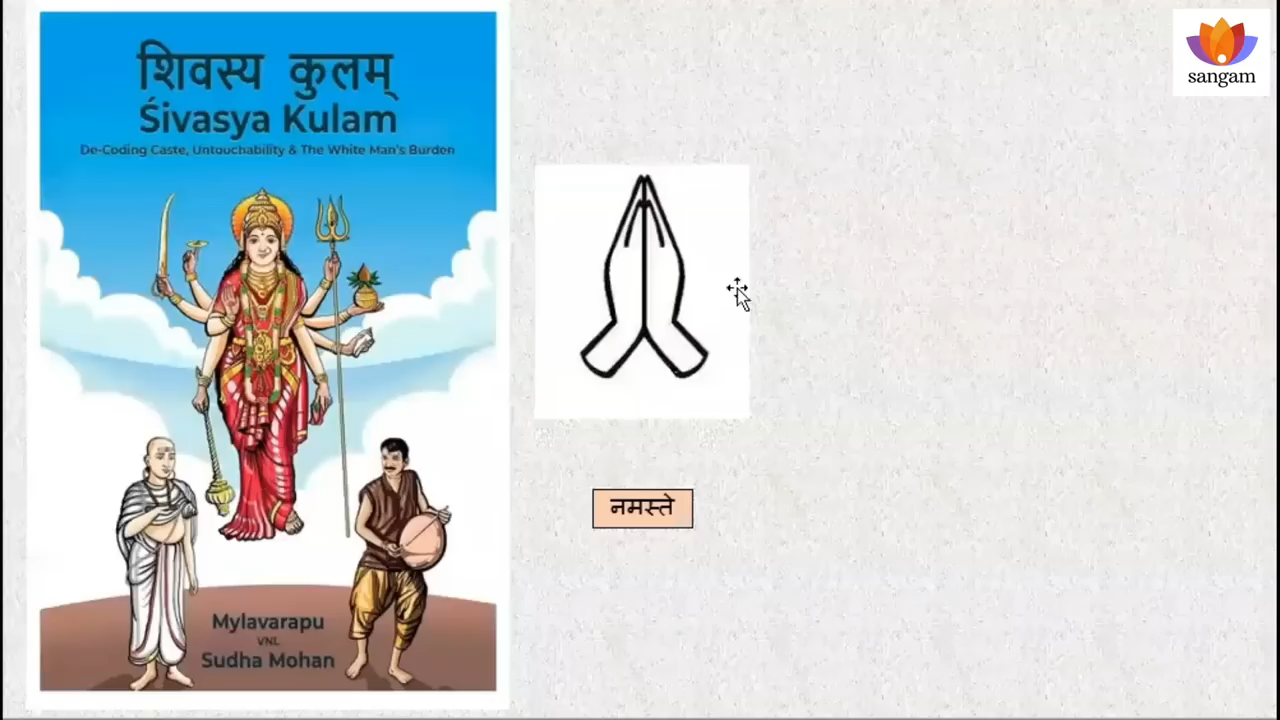 शिवस्य कुलम्
Śivasya Kulam
De-Coding Caste, Untouchability & The White Man's Burden
Mylavarapu
VNL
Sudha Mohan
नमस्ते
sangam